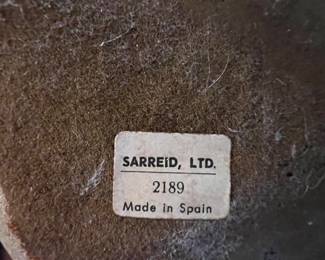 SARREID, LTD.
2189
Made in Spain